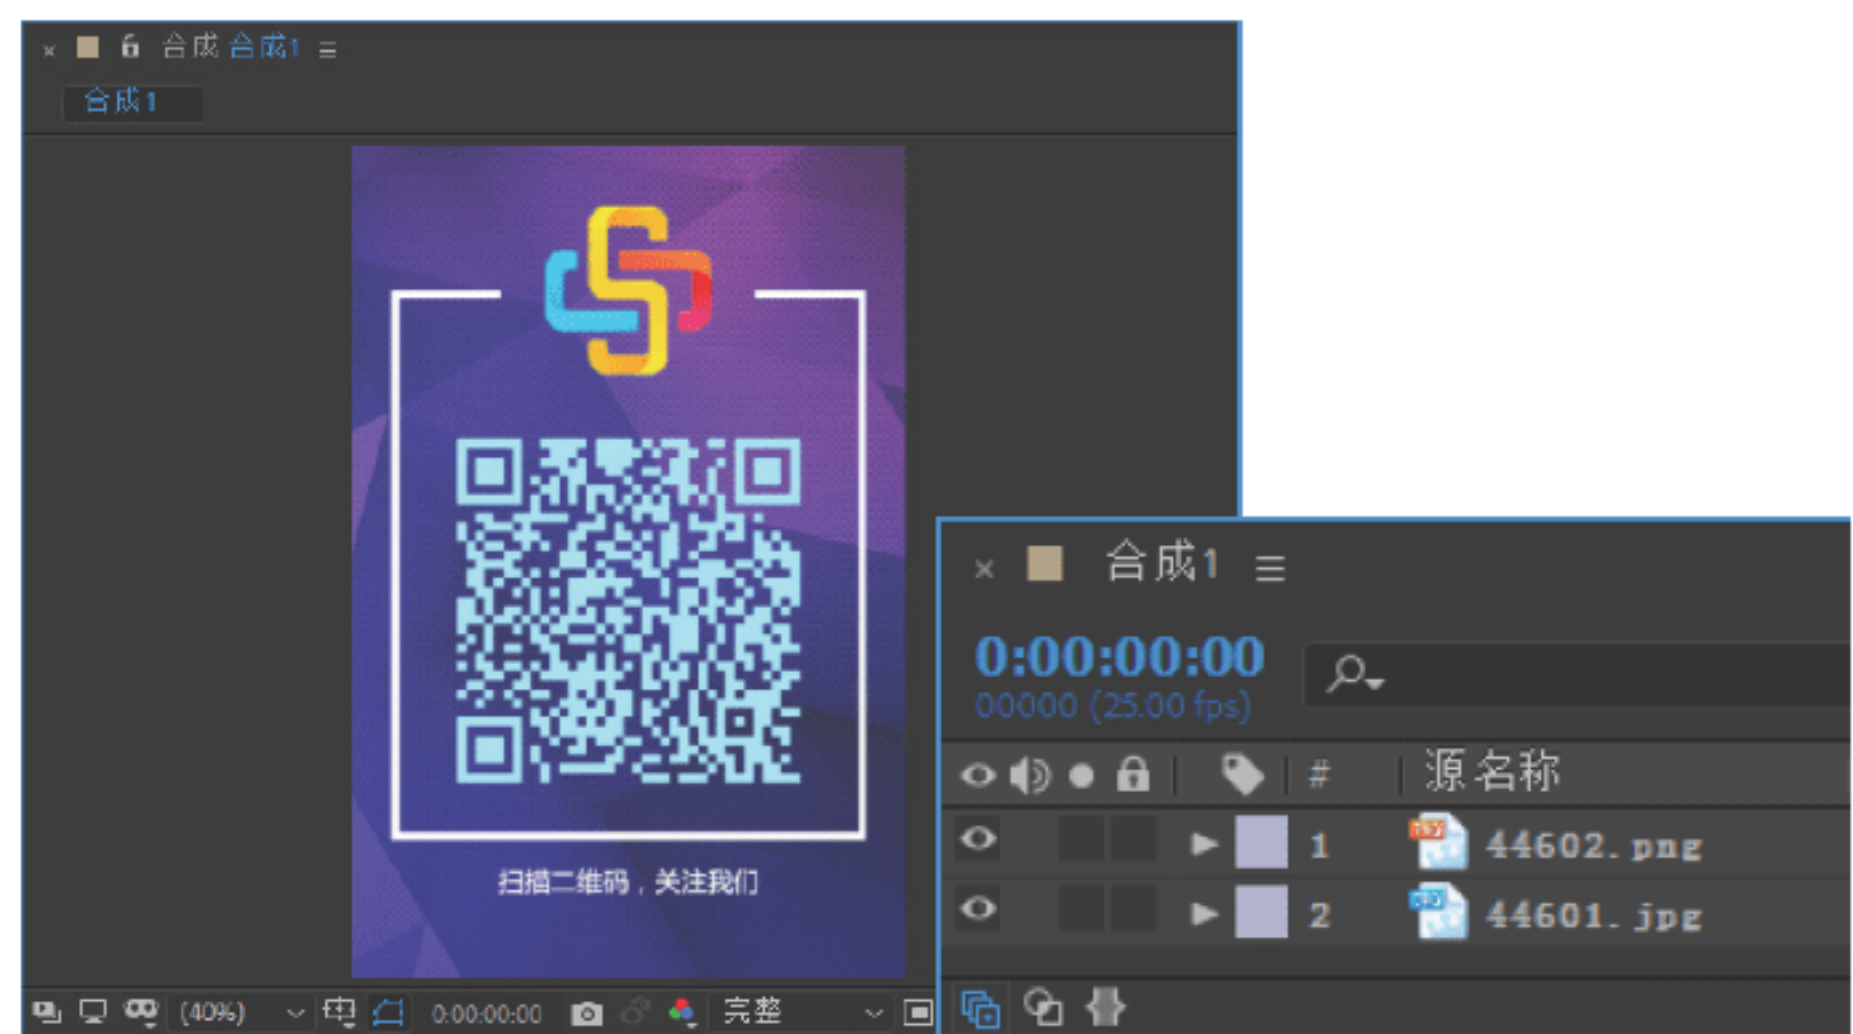 合成 合成1
合成1
扫描二维码，关注我们
(40%)
0:00:00:00
完整
合成1
0:00:00:00
00000 (25.00 fps)
# 源名称
1 44602.png
2 44601.jpg